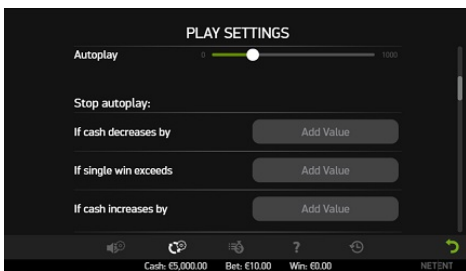 PLAY SETTINGS
Autoplay 0 1000
Stop autoplay:
If cash decreases by Add Value
If single win exceeds Add Value
If cash increases by Add Value
?
Cash: €5,000.00 Bet: €10.00 Win: €0.00 NETENT